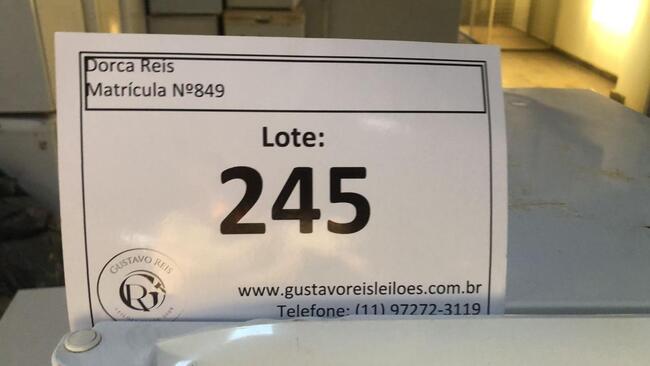 Dorca Reis
Matrícula Nº849
Lote:
245
GUSTAVO REIS
GR
www.gustavoreisleiloes.com.br
Telefone: (11) 97272-3119